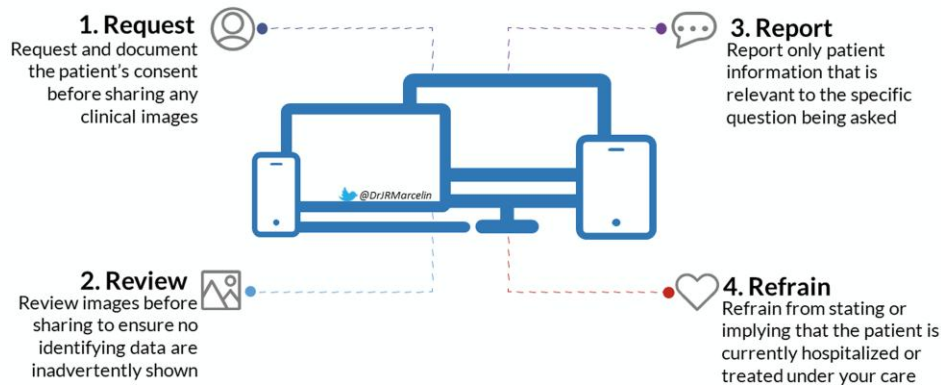 1. Request
Request and document
the patient's consent
before sharing any
clinical images
3. Report
Report only patient
information that is
relevant to the specific
question being asked
@DrJRMarcelin
2. Review
Review images before
sharing to ensure no
identifying data are
inadvertently shown
4. Refrain
Refrain from stating or
implying that the patient is
currently hospitalized or
treated under your care